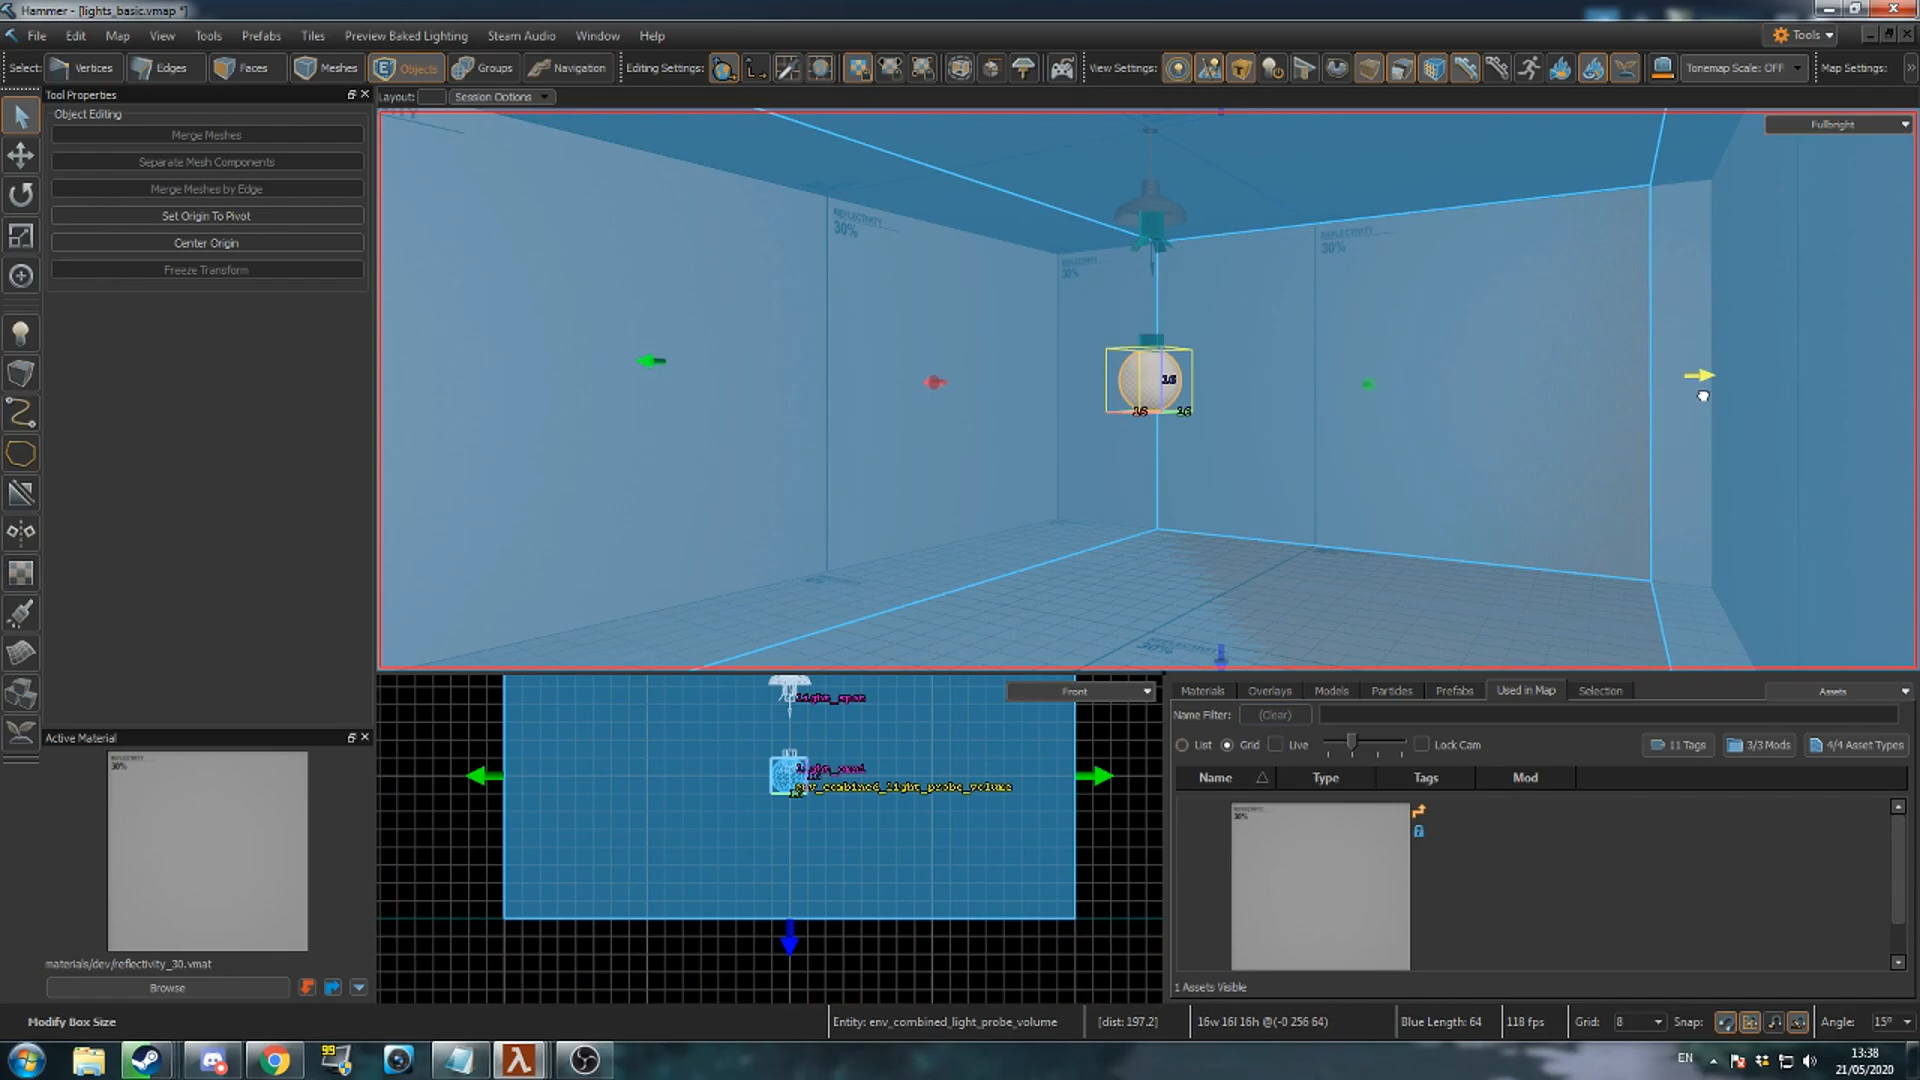 Hammer - [lights_basic.vmap *]
File Edit Map View Tools Prefabs Tiles Preview Baked Lighting Steam Audio Window Help
Tools
Select: Vertices Edges Faces Meshes Objects Groups Navigation Editing Settings: View Settings: Tonemap Scale: OFF Map Settings:
Tool Properties
Layout: Session Options
Object Editing
Merge Meshes
Separate Mesh Components
Merge Meshes by Edge
Set Origin To Pivot
Center Origin
Freeze Transform
Fullbright
REFLECTIVITY
30%
REFLECTIVITY
30%
REFLECTIVITY
30%
16
16 16
Front
light_spot
light_omni
env_combined_light_probe_volume
Materials Overlays Models Particles Prefabs Used in Map Selection Assets
Name Filter: (Clear)
List Grid Live Lock Cam 11 Tags 3/3 Mods 4/4 Asset Types
Name Type Tags Mod
30%
1 Assets Visible
Active Material
30%
materials/dev/reflectivity_30.vmat
Browse
Modify Box Size
Entity: env_combined_light_probe_volume [dist: 197.2] 16w 16l 16h @(-0 256 64) Blue Length: 64 118 fps Grid: 8 Snap: Angle: 15°
99
EN
13:38
21/05/2020